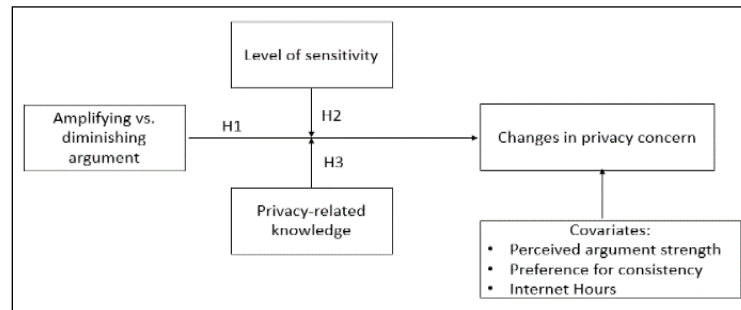 Level of sensitivity
Amplifying vs.
diminishing
argument
H1
H2
Changes in privacy concern
H3
Privacy-related
knowledge
Covariates:
• Perceived argument strength
• Preference for consistency
• Internet Hours